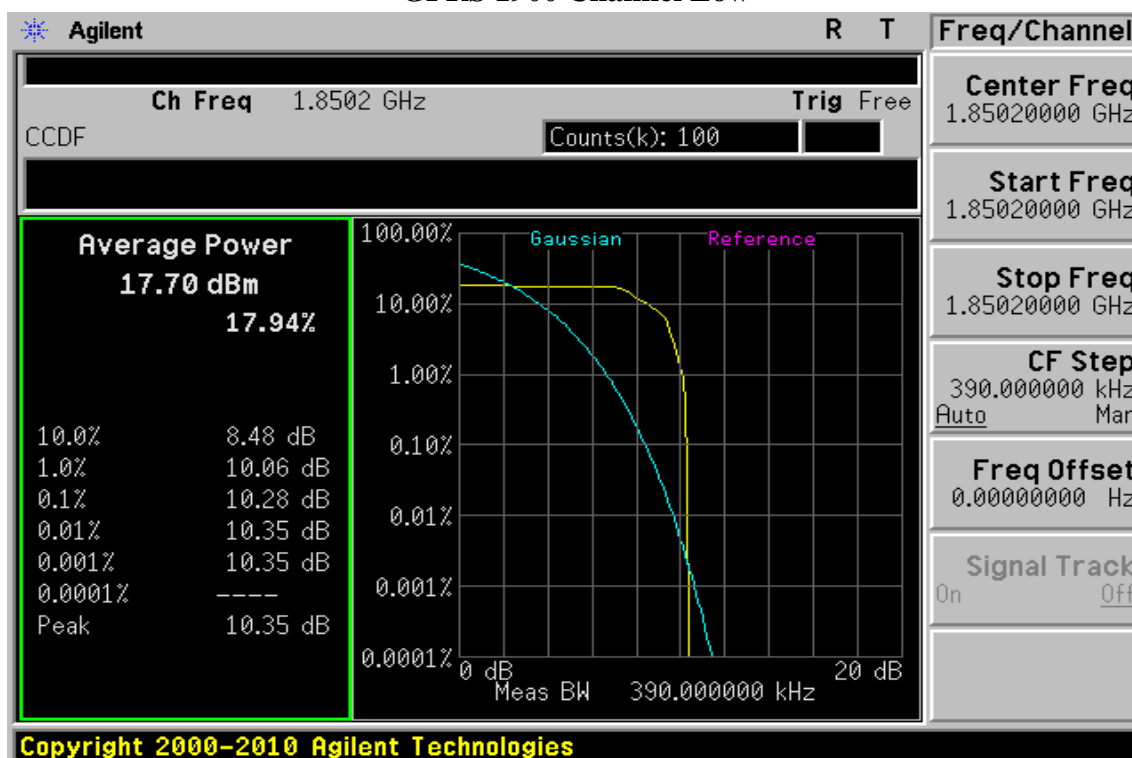 Agilent R T
Ch Freq 1.8502 GHz Trig Free
CCDF
Counts(k): 100
Average Power
17.70 dBm
17.94%
10.0% 8.48 dB
1.0% 10.06 dB
0.1% 10.28 dB
0.01% 10.35 dB
0.001% 10.35 dB
0.0001% ----
Peak 10.35 dB
100.00%
10.00%
1.00%
0.10%
0.01%
0.001%
0.0001%
Gaussian Reference
0 dB 20 dB
Meas BW 390.000000 kHz
Freq/Channel
Center Freq
1.85020000 GHz
Start Freq
1.85020000 GHz
Stop Freq
1.85020000 GHz
CF Step
390.000000 kHz
Auto Man
Freq Offset
0.00000000 Hz
Signal Track
On Off
Copyright 2000-2010 Agilent Technologies